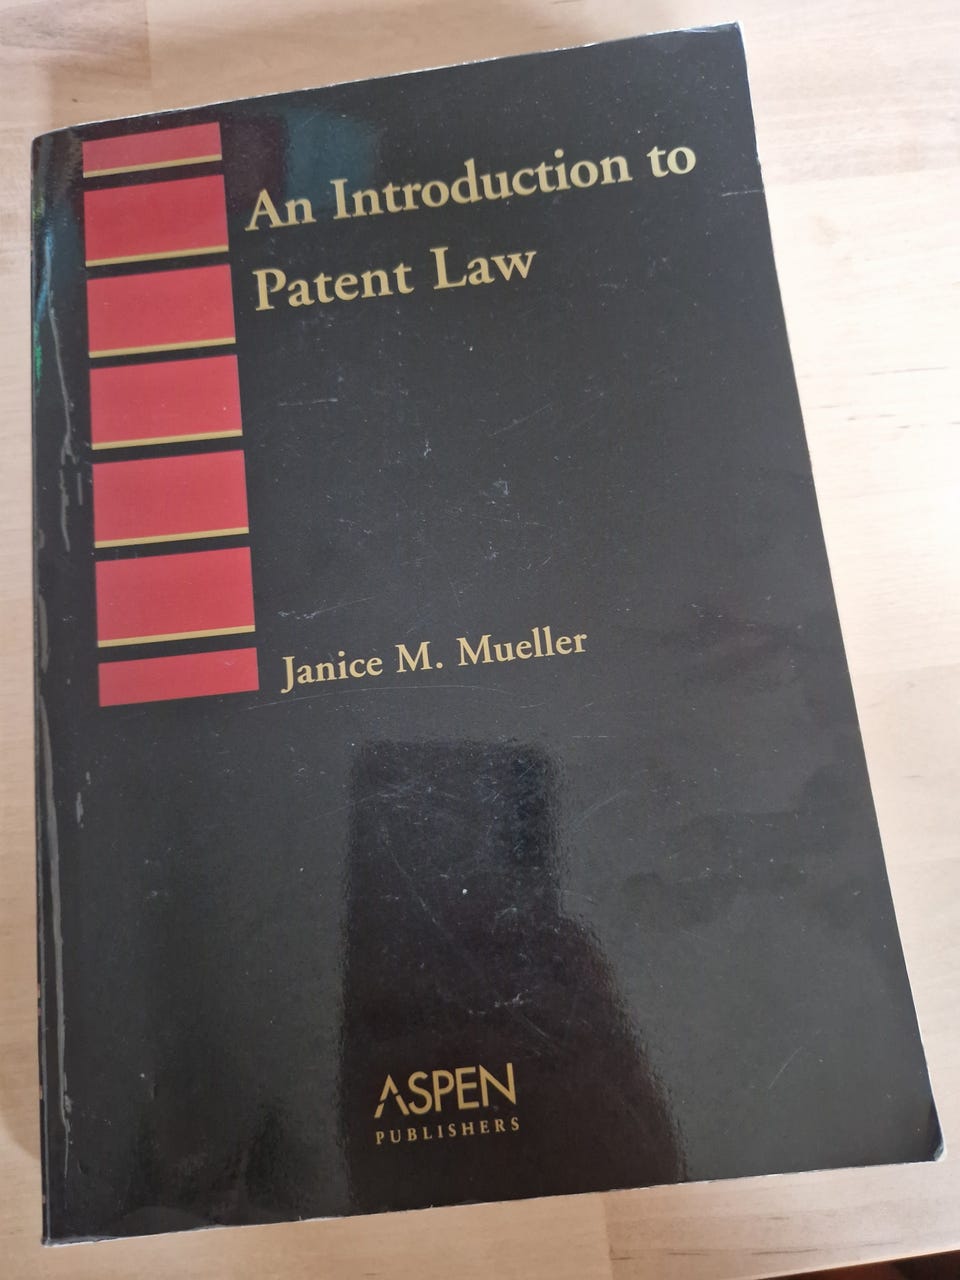 An Introduction to
Patent Law
Janice M. Mueller
ASPEN
PUBLISHERS